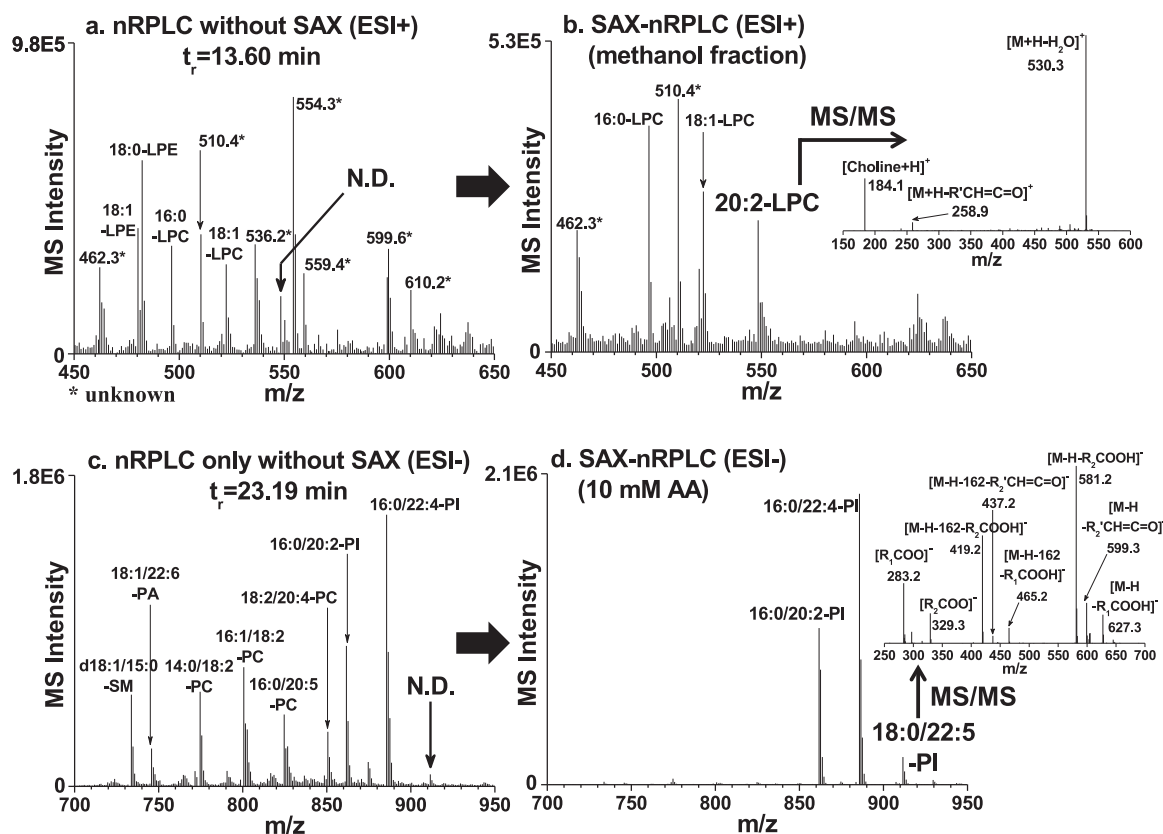 a. nRPLC without SAX (ESI+)
tr=13.60 min
9.8E5
MS Intensity
0
462.3*
18:1
-LPE
18:0-LPE
16:0
-LPC
510.4*
18:1
-LPC
536.2*
N.D.
554.3*
559.4*
599.6*
610.2*
450 500 550 600 650
m/z
* unknown
b. SAX-nRPLC (ESI+)
(methanol fraction)
5.3E5
MS Intensity
0
462.3*
16:0-LPC
510.4*
18:1-LPC
20:2-LPC
MS/MS
450 500 550 600 650
m/z
[Choline+H]+
184.1
[M+H-R'CH=C=O]+
258.9
[M+H-H2O]+
530.3
150 200 250 300 350 400 450 500 550 600
m/z
c. nRPLC only without SAX (ESI-)
tr=23.19 min
1.8E6
MS Intensity
0
d18:1/15:0
-SM
18:1/22:6
-PA
14:0/18:2
-PC
16:1/18:2
-PC
16:0/20:5
-PC
18:2/20:4-PC
16:0/20:2-PI
16:0/22:4-PI
N.D.
700 750 800 850 900 950
m/z
d. SAX-nRPLC (ESI-)
(10 mM AA)
2.1E6
MS Intensity
0
16:0/22:4-PI
16:0/20:2-PI
MS/MS
18:0/22:5
-PI
700 750 800 850 900 950
m/z
[R1COO]-
283.2
[R2COO]-
329.3
[M-H-162-R2COOH]-
419.2
[M-H-162-R2'CH=C=O]-
437.2
[M-H-162
-R1COOH]-
465.2
[M-H-R2COOH]-
581.2
[M-H
-R2'CH=C=O]-
599.3
[M-H
-R1COOH]-
627.3
250 300 350 400 450 500 550 600 650 700
m/z